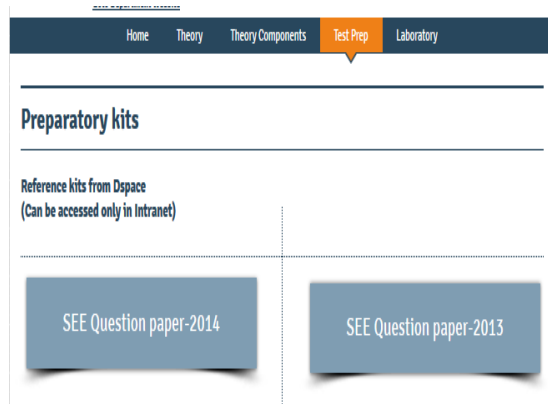 Home Theory Theory Components Test Prep Laboratory
Preparatory kits
Reference kits from Dspace
(Can be accessed only in Intranet)
SEE Question paper-2014
SEE Question paper-2013